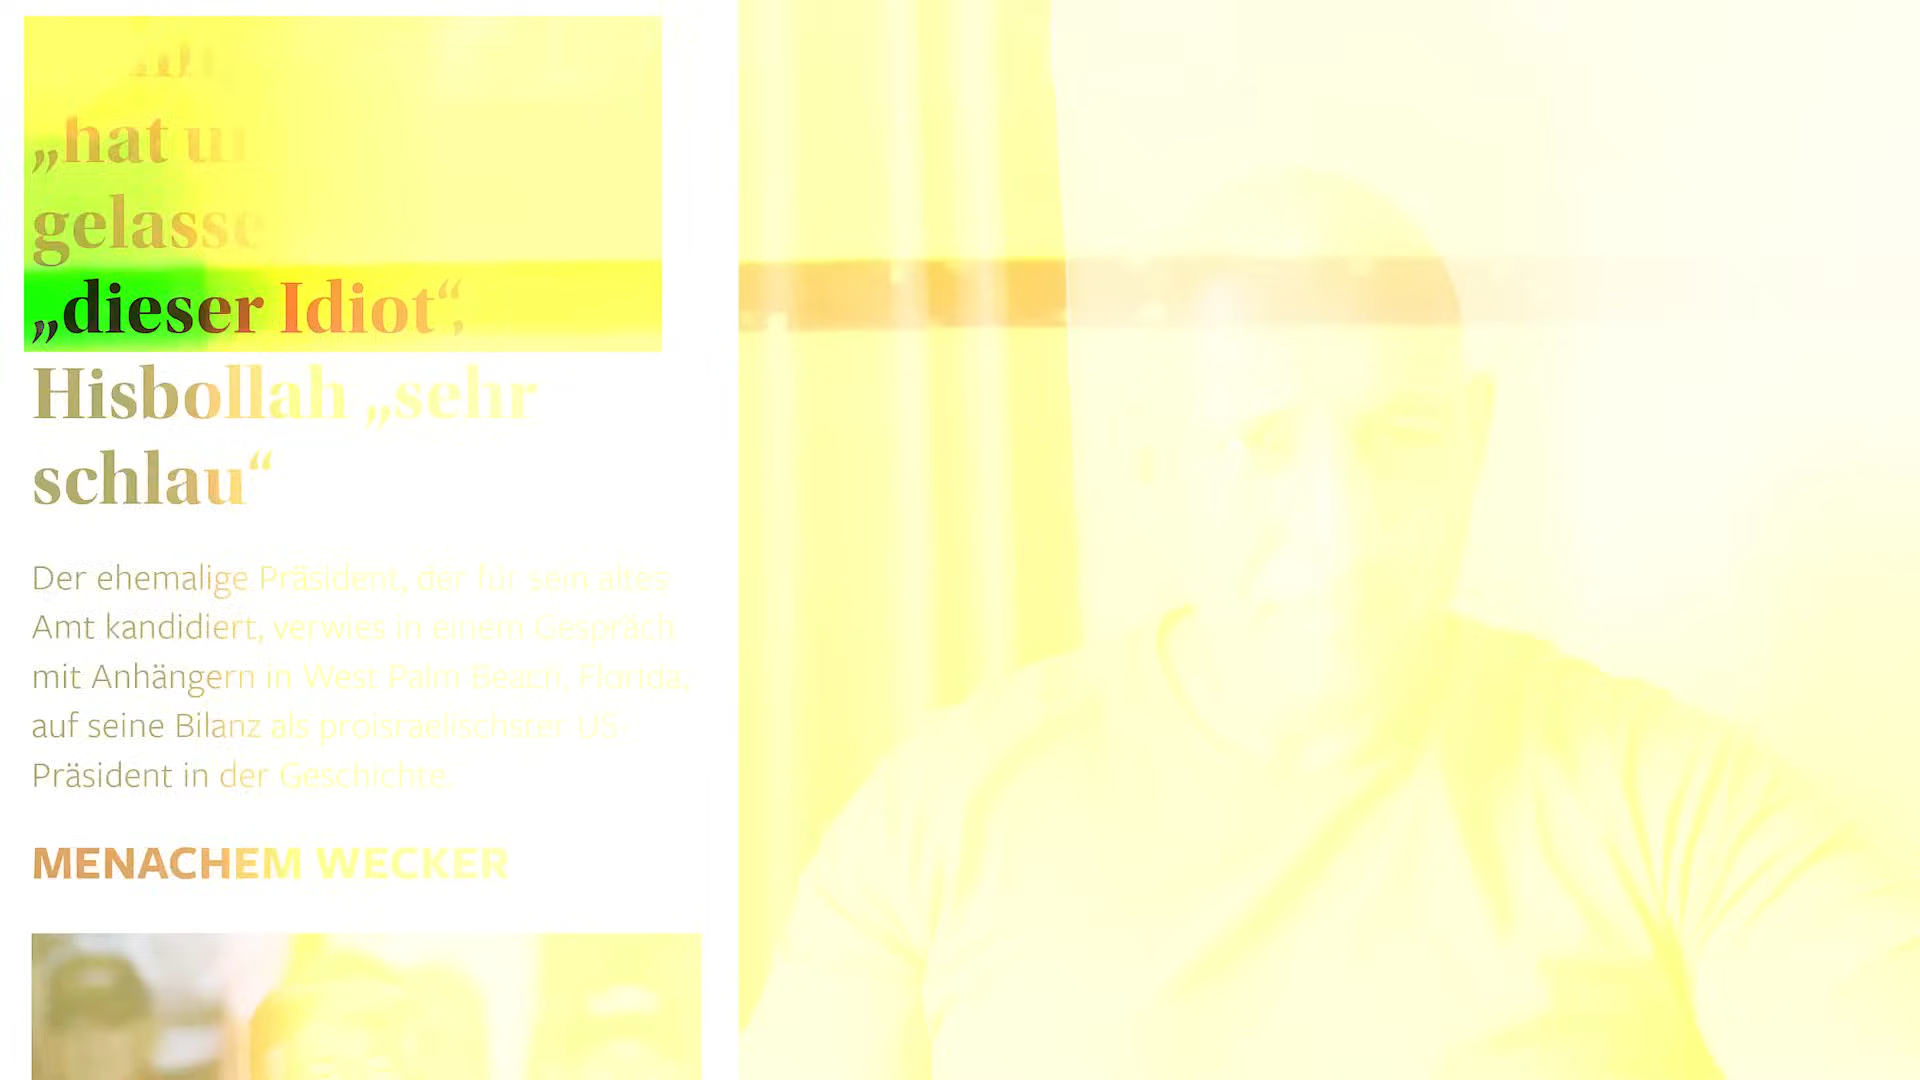 „hat
„dieser Idiot“,
Hisbollah „sehr
schlau“
Der ehemalige Präsident, der für sein altes
Amt kandidiert, verwies in einem Gespräch
mit Anhängern in West Palm Beach, Florida,
auf seine Bilanz als proisraelischster US-
Präsident in der Geschichte.
MENACHEM WECKER